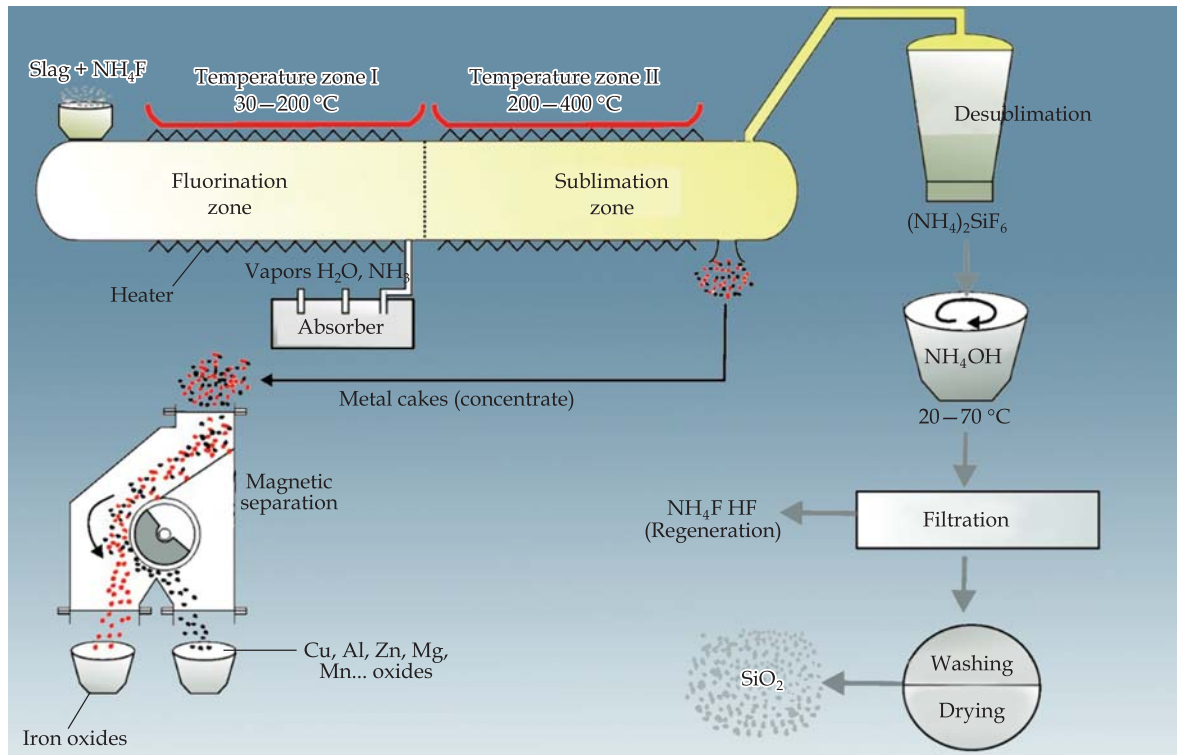 Slag + NH₄F
Temperature zone I
30—200 °C
Temperature zone II
200—400 °C
Desublimation
Fluorination
zone
Sublimation
zone
(NH₄)₂SiF₆
Vapors H₂O, NH₃
Heater
Absorber
NH₄OH
Metal cakes (concentrate)
20—70 °C
Magnetic
separation
NH₄F HF
(Regeneration)
Filtration
Cu, Al, Zn, Mg,
Mn... oxides
SiO₂
Washing
Drying
Iron oxides